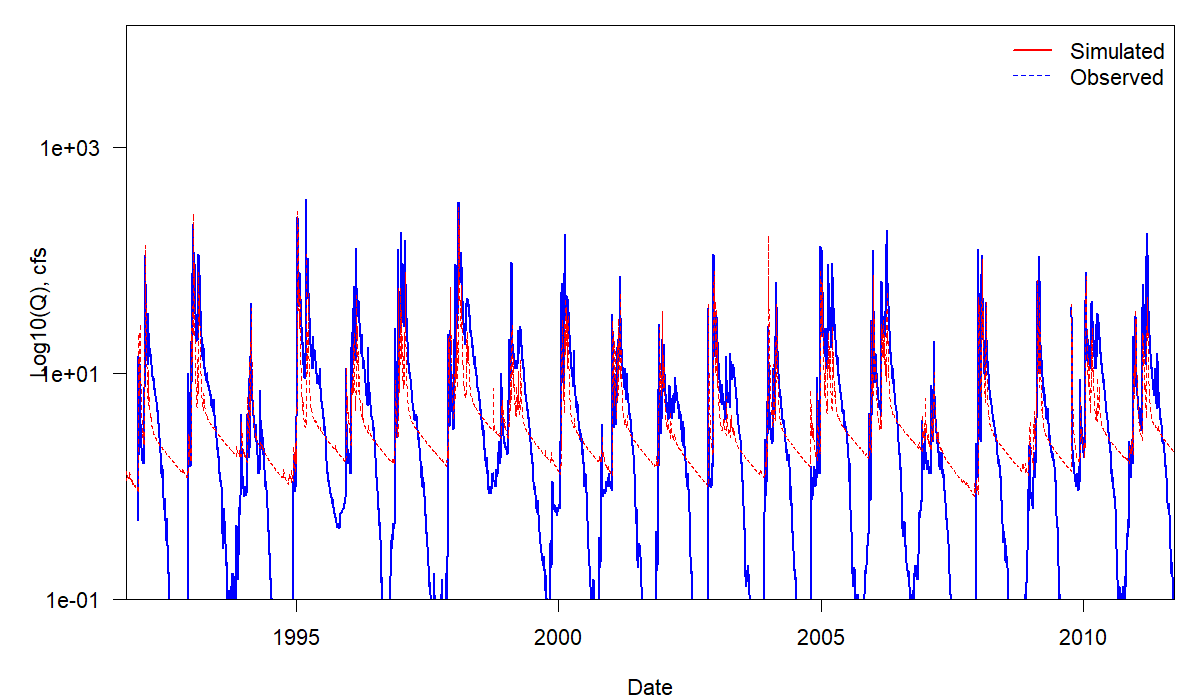 Simulated
Observed
1e+03
1e+01
1e-01
Log10(Q), cfs
1995
2000
2005
2010
Date